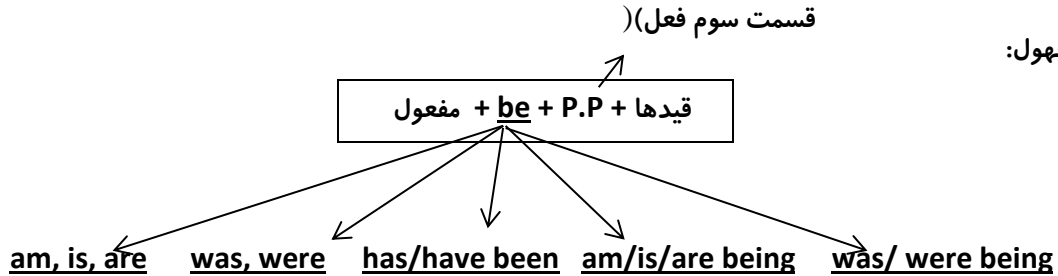 قسمت سوم فعل)(
هول:
مفعول + be + P.P + قیدها
am, is, are was, were has/have been am/is/are being was/ were being